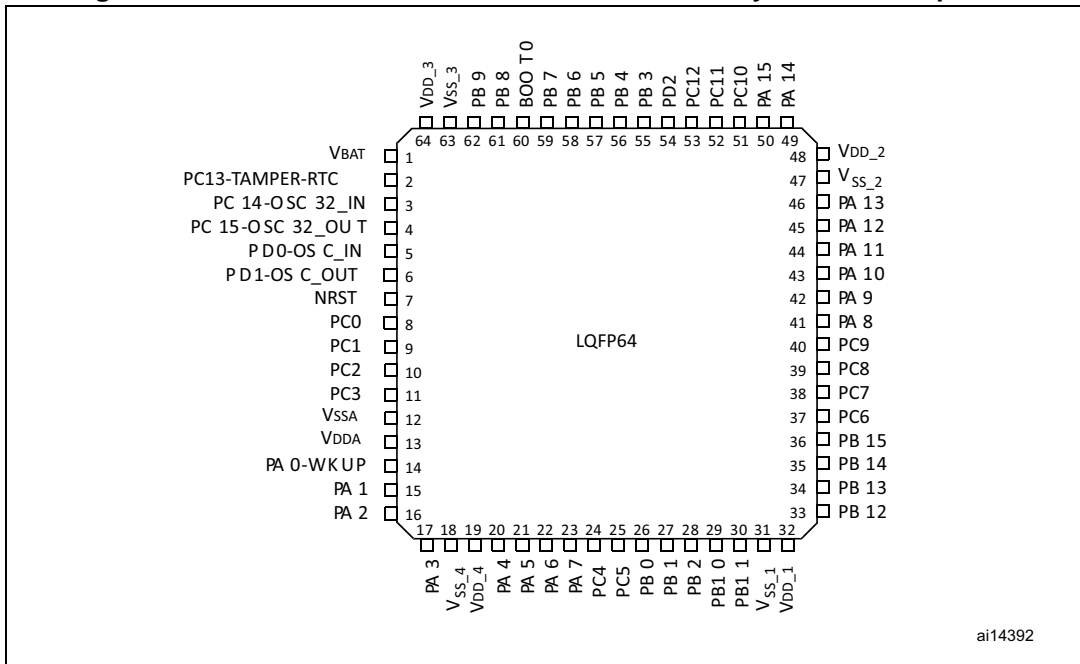 VDD_3
VSS_3
PB 9
PB 8
BOO T0
PB 7
PB 6
PB 5
PB 4
PB 3
PD2
PC12
PC11
PC10
PA 15
PA 14
64 63 62 61 60 59 58 57 56 55 54 53 52 51 50 49
VBAT 1
PC13-TAMPER-RTC 2
PC 14-O SC 32_IN 3
PC 15-O SC 32_OU T 4
P D0-OS C_IN 5
P D1-OS C_OUT 6
NRST 7
PC0 8
PC1 9
PC2 10
PC3 11
VSSA 12
VDDA 13
PA 0-WK UP 14
PA 1 15
PA 2 16
LQFP64
48 VDD_2
47 VSS_2
46 PA 13
45 PA 12
44 PA 11
43 PA 10
42 PA 9
41 PA 8
40 PC9
39 PC8
38 PC7
37 PC6
36 PB 15
35 PB 14
34 PB 13
33 PB 12
17 18 19 20 21 22 23 24 25 26 27 28 29 30 31 32
PA 3
VSS_4
VDD_4
PA 4
PA 5
PA 6
PA 7
PC4
PC5
PB 0
PB 1
PB 2
PB1 0
PB1 1
VSS_1
VDD_1
ai14392